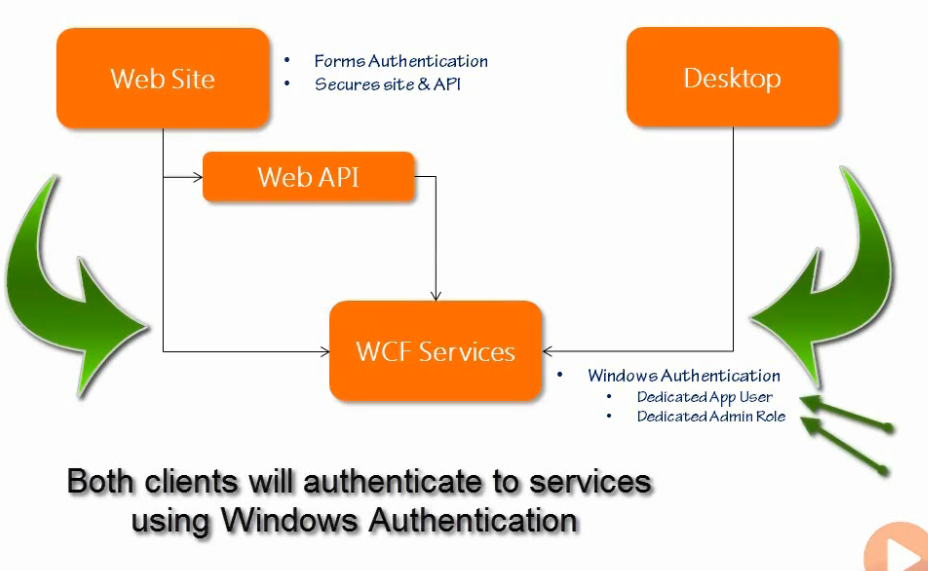 Web Site
• Forms Authentication
• Secures site & API
Desktop
Web API
WCF Services
• Windows Authentication
• Dedicated App User
• Dedicated Admin Role
Both clients will authenticate to services
using Windows Authentication